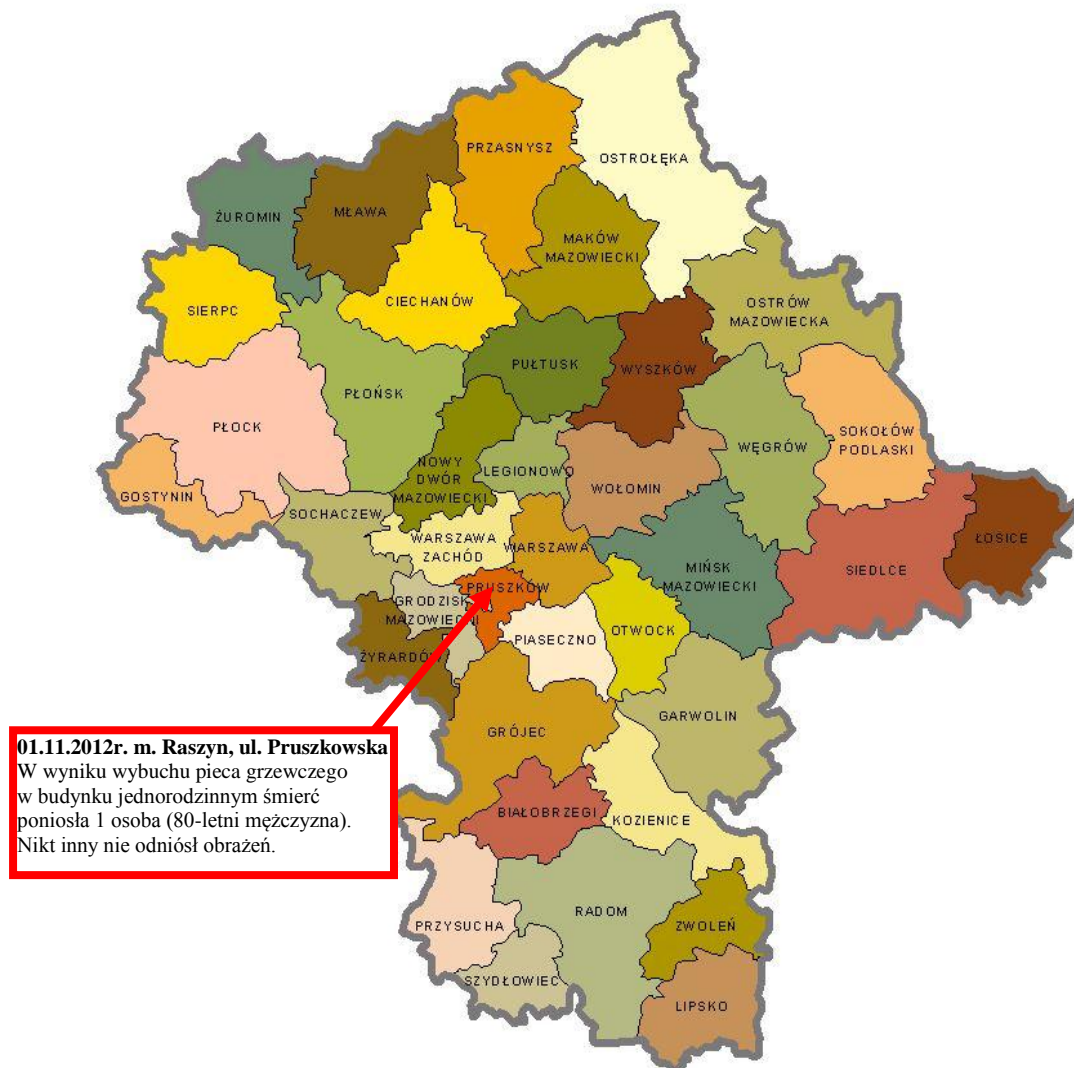 PRZASNYSZ
OSTROŁĘKA
ŻUROMIN
MŁAWA
MAKÓW
MAZOWIECKI
CIECHANÓW
OSTRÓW
MAZOWIECKA
SIERPC
PUŁTUSK
WYSZKÓW
PŁOŃSK
PŁOCK
WĘGRÓW
SOKOŁÓW
PODLASKI
NOWY
DWÓR
MAZOWIECKI
LEGIONOWO
WOŁOMIN
GOSTYNIN
SOCHACZEW
WARSZAWA
ZACHÓD
WARSZAWA
MIŃSK
MAZOWIECKI
SIEDLCE
ŁOSICE
PRUSZKÓW
GRODZISK
MAZOWIECKI
PIASECZNO
OTWOCK
ŻYRARDÓW
GARWOLIN
GRÓJEC
01.11.2012r. m. Raszyn, ul. Pruszkowska
W wyniku wybuchu pieca grzewczego
w budynku jednorodzinnym śmierć
poniosła 1 osoba (80-letni mężczyzna).
Nikt inny nie odniósł obrażeń.
BIAŁOBRZEGI
KOZIENICE
RADOM
PRZYSUCHA
ZWOLEŃ
SZYDŁOWIEC
LIPSKO